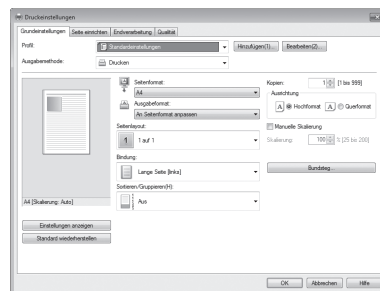 Druckeinstellungen
Grundeinstellungen Seite einrichten Endverarbeitung Qualität
Profil: Standardeinstellungen Hinzufügen(1)... Bearbeiten(2)...
Ausgabemethode: Drucken
Seitenformat:
A4
Ausgabeformat:
An Seitenformat anpassen
Seitenlayout:
1 1 auf 1
Bindung:
Lange Seite [links]
Sortieren/Gruppieren(H):
Aus
Kopien: 1 [1 bis 999]
Ausrichtung
A Hochformat A Querformat
Manuelle Skalierung
Skalierung: 100 % [25 bis 200]
Bundsteg...
A4 [Skalierung: Auto]
Einstellungen anzeigen
Standard wiederherstellen
OK Abbrechen Hilfe